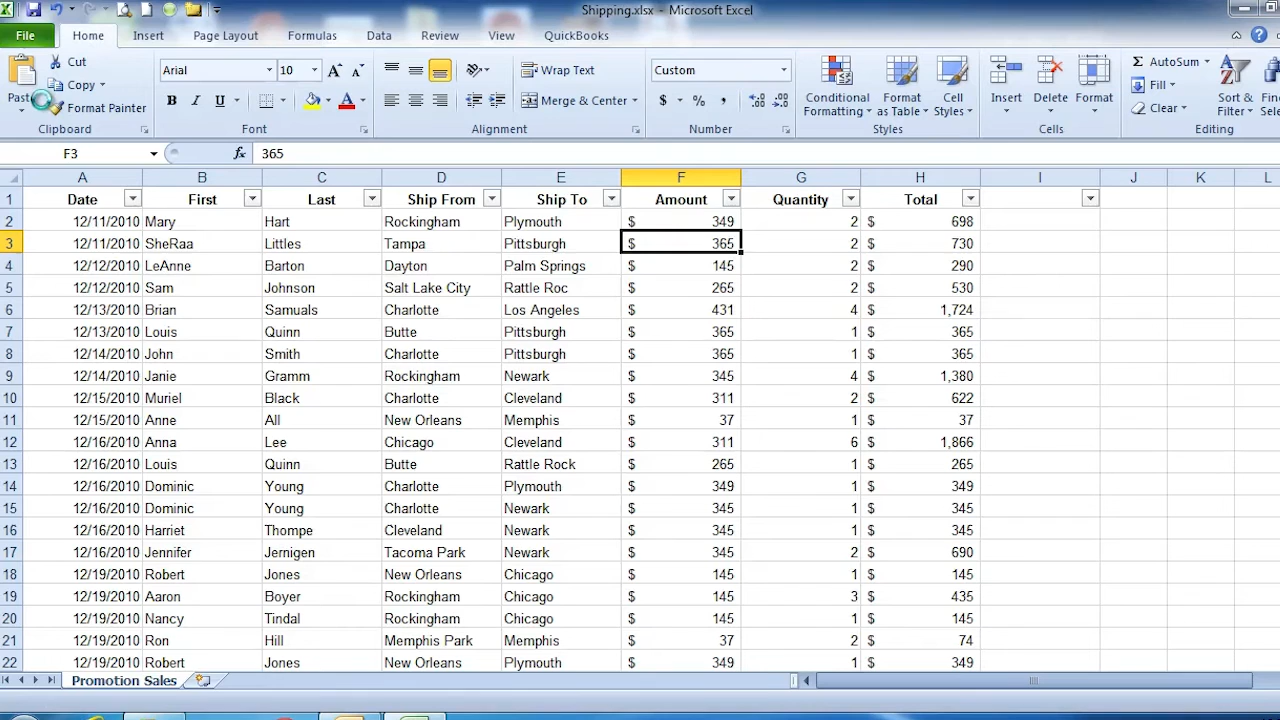 Shipping.xlsx - Microsoft Excel
File Home Insert Page Layout Formulas Data Review View QuickBooks
Cut
Copy
Format Painter
Arial 10
B I U
Wrap Text
Merge & Center
Custom
$ % ,
Conditional Formatting
Format as Table
Cell Styles
Insert Delete Format
Σ AutoSum
Fill
Clear
Sort & Filter
Clipboard Font Alignment Number Styles Cells Editing
F3 fx 365
A B C D E F G H I J K L
1 Date First Last Ship From Ship To Amount Quantity Total
2 12/11/2010 Mary Hart Rockingham Plymouth $ 349 2 $ 698
3 12/11/2010 SheRaa Littles Tampa Pittsburgh $ 365 2 $ 730
4 12/12/2010 LeAnne Barton Dayton Palm Springs $ 145 2 $ 290
5 12/12/2010 Sam Johnson Salt Lake City Rattle Roc $ 265 2 $ 530
6 12/13/2010 Brian Samuals Charlotte Los Angeles $ 431 4 $ 1,724
7 12/13/2010 Louis Quinn Butte Pittsburgh $ 365 1 $ 365
8 12/14/2010 John Smith Charlotte Pittsburgh $ 365 1 $ 365
9 12/14/2010 Janie Gramm Rockingham Newark $ 345 4 $ 1,380
10 12/15/2010 Muriel Black Charlotte Cleveland $ 311 2 $ 622
11 12/15/2010 Anne All New Orleans Memphis $ 37 1 $ 37
12 12/16/2010 Anna Lee Chicago Cleveland $ 311 6 $ 1,866
13 12/16/2010 Louis Quinn Butte Rattle Rock $ 265 1 $ 265
14 12/16/2010 Dominic Young Charlotte Plymouth $ 349 1 $ 349
15 12/16/2010 Dominic Young Charlotte Newark $ 345 1 $ 345
16 12/16/2010 Harriet Thompe Cleveland Newark $ 345 1 $ 345
17 12/16/2010 Jennifer Jernigen Tacoma Park Newark $ 345 2 $ 690
18 12/19/2010 Robert Jones New Orleans Chicago $ 145 1 $ 145
19 12/19/2010 Aaron Boyer Rockingham Chicago $ 145 3 $ 435
20 12/19/2010 Nancy Tindal Rockingham Chicago $ 145 1 $ 145
21 12/19/2010 Ron Hill Memphis Park Memphis $ 37 2 $ 74
22 12/19/2010 Robert Jones New Orleans Plymouth $ 349 1 $ 349
Promotion Sales